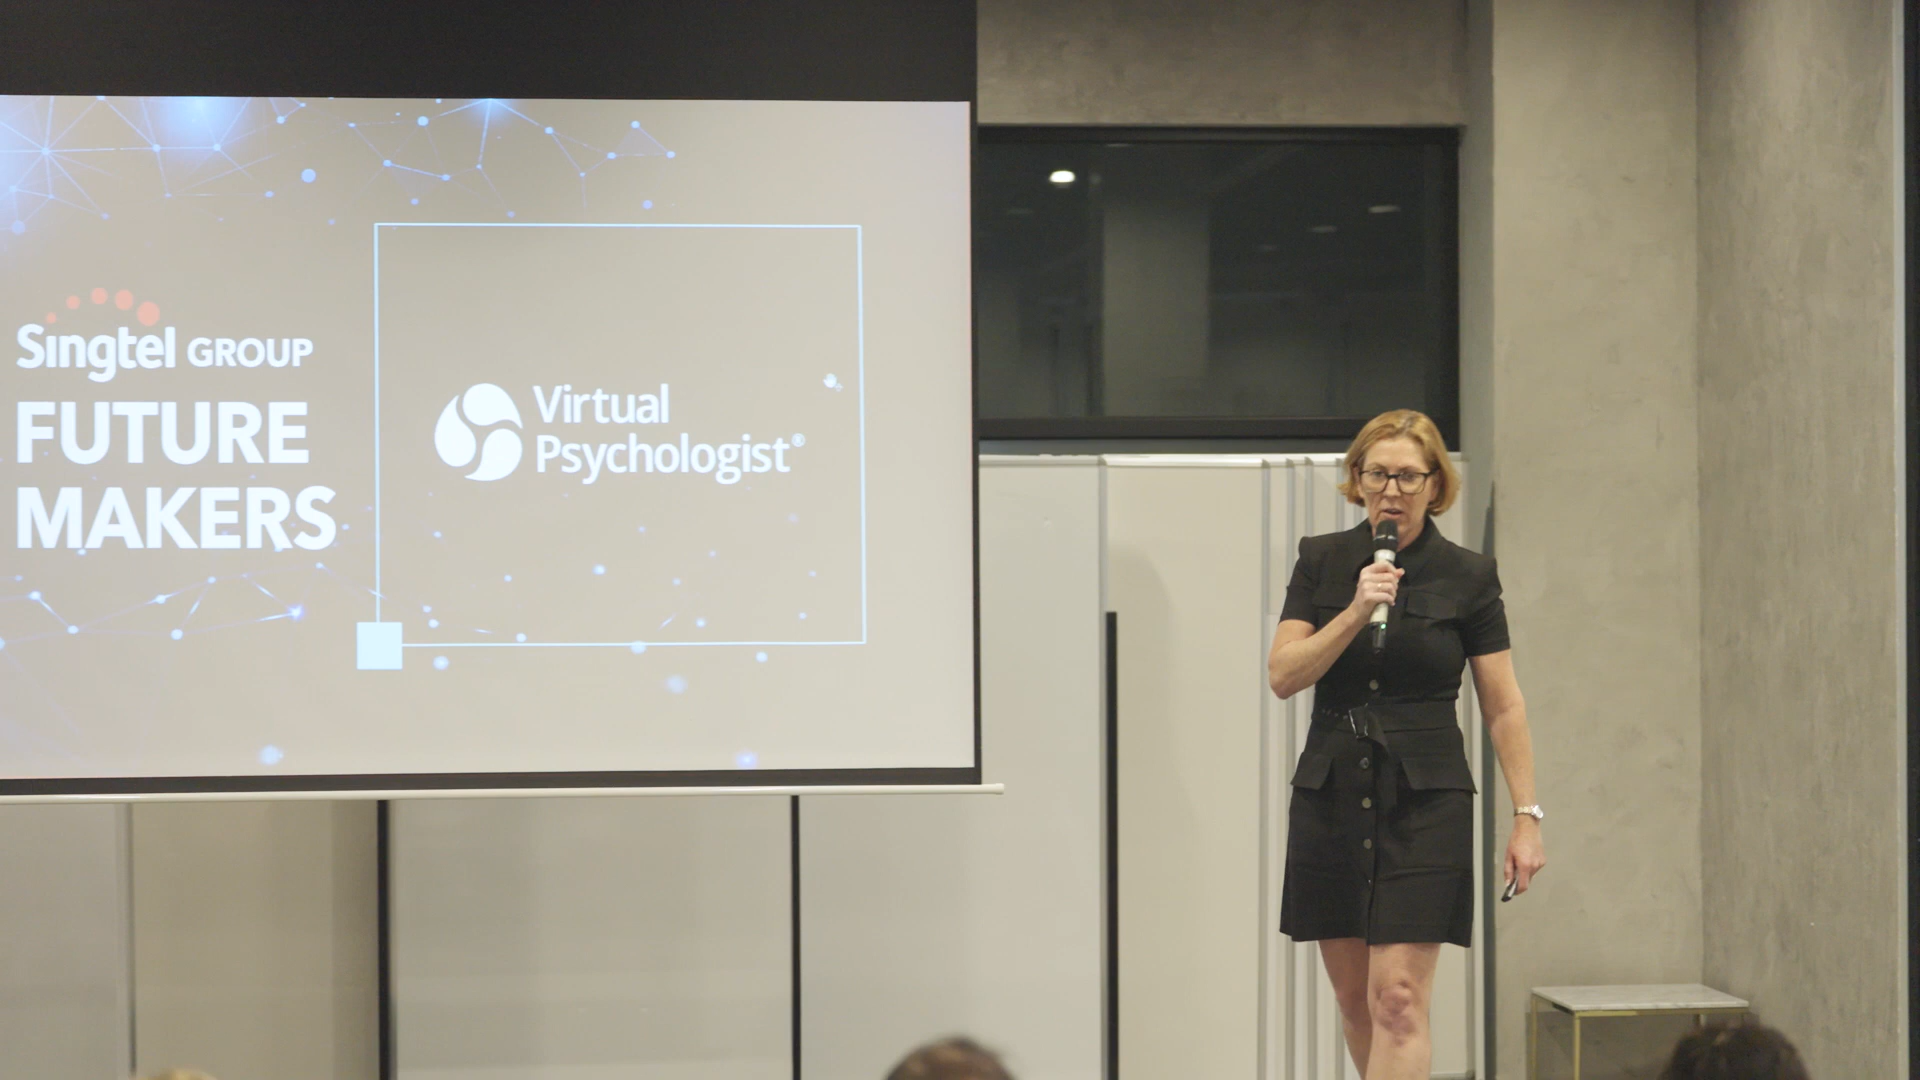 Singtel GROUP
FUTURE
MAKERS
Virtual
Psychologist®